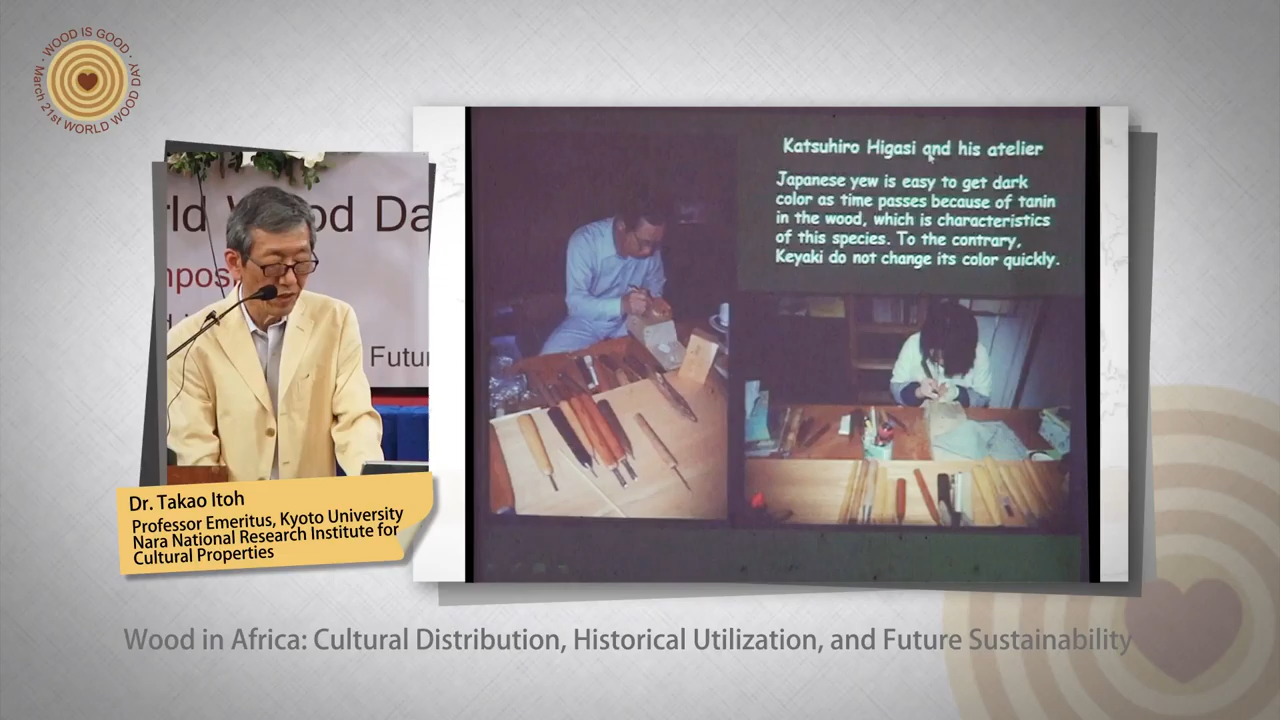 WOOD IS GOOD · March 21st WORLD WOOD DAY ·
rld Wood Da
mpos
Futur
Dr. Takao Itoh
Professor Emeritus, Kyoto University
Nara National Research Institute for
Cultural Properties
Katsuhiro Higasi and his atelier
Japanese yew is easy to get dark
color as time passes because of tanin
in the wood, which is characteristics
of this species. To the contrary,
Keyaki do not change its color quickly.
Wood in Africa: Cultural Distribution, Historical Utilization, and Future Sustainability